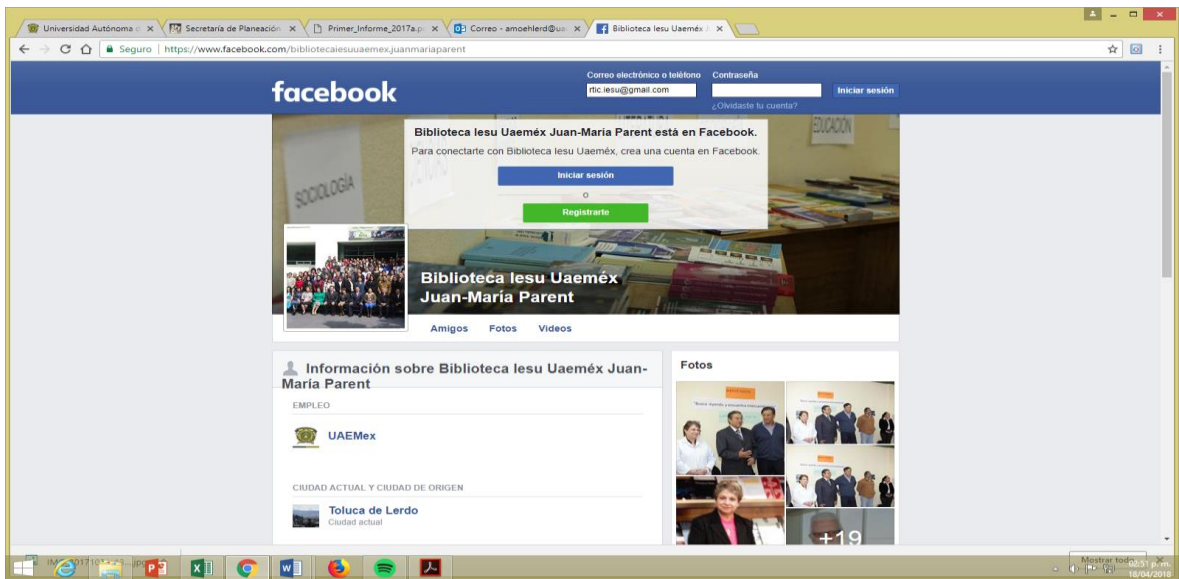 Universidad Autónoma d
Secretaría de Planeación
Primer_Informe_2017a.p
Correo - amoehlerd@ua
Biblioteca Iesu Uaeméx
Seguro | https://www.facebook.com/bibliotecaiesuuaemex.juanmariaparent
facebook
Correo electrónico o teléfono Contraseña
rtic.iesu@gmail.com
Iniciar sesión
¿Olvidaste tu cuenta?
SOCIOLOGÍA
EDUCACIÓN
Biblioteca Iesu Uaeméx Juan-María Parent está en Facebook.
Para conectarte con Biblioteca Iesu Uaeméx, crea una cuenta en Facebook.
Iniciar sesión
o
Registrarte
Biblioteca Iesu Uaeméx
Juan-María Parent
Amigos Fotos Videos
Información sobre Biblioteca Iesu Uaeméx Juan-
María Parent
EMPLEO
UAEMex
CIUDAD ACTUAL Y CIUDAD DE ORIGEN
Toluca de Lerdo
Ciudad actual
Fotos
+19
Mostrar todo
02:51 p.m.
18/04/2018